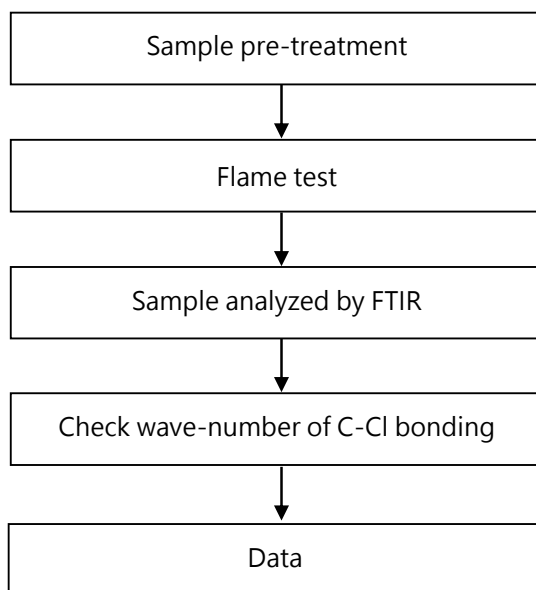 Sample pre-treatment
Flame test
Sample analyzed by FTIR
Check wave-number of C-Cl bonding
Data